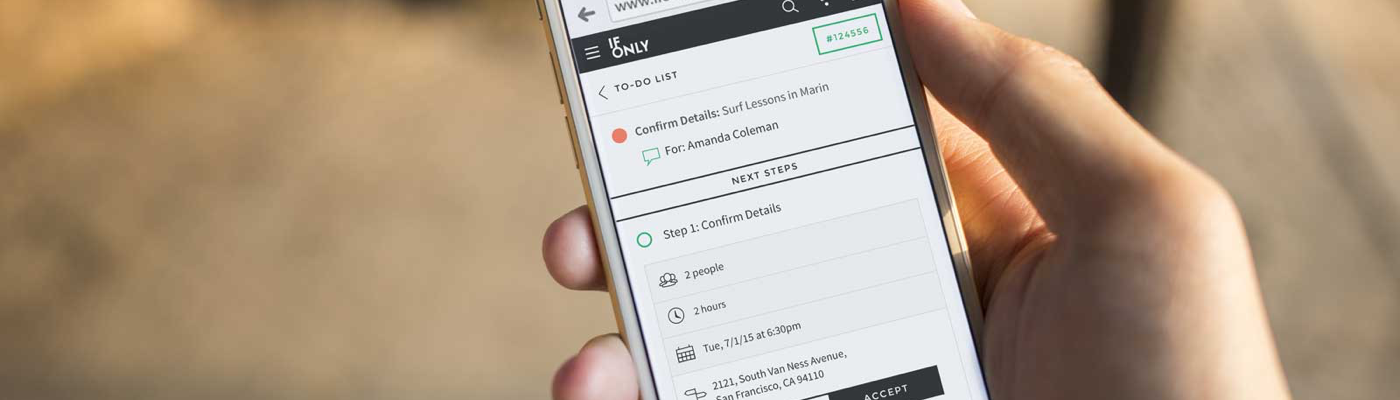 www.if
IF
ONLY
#124556
TO-DO LIST
Confirm Details: Surf Lessons in Marin
For: Amanda Coleman
NEXT STEPS
Step 1: Confirm Details
2 people
2 hours
Tue, 7/1/15 at 6:30pm
2121, South Van Ness Avenue,
San Francisco, CA 94110
ACCEPT